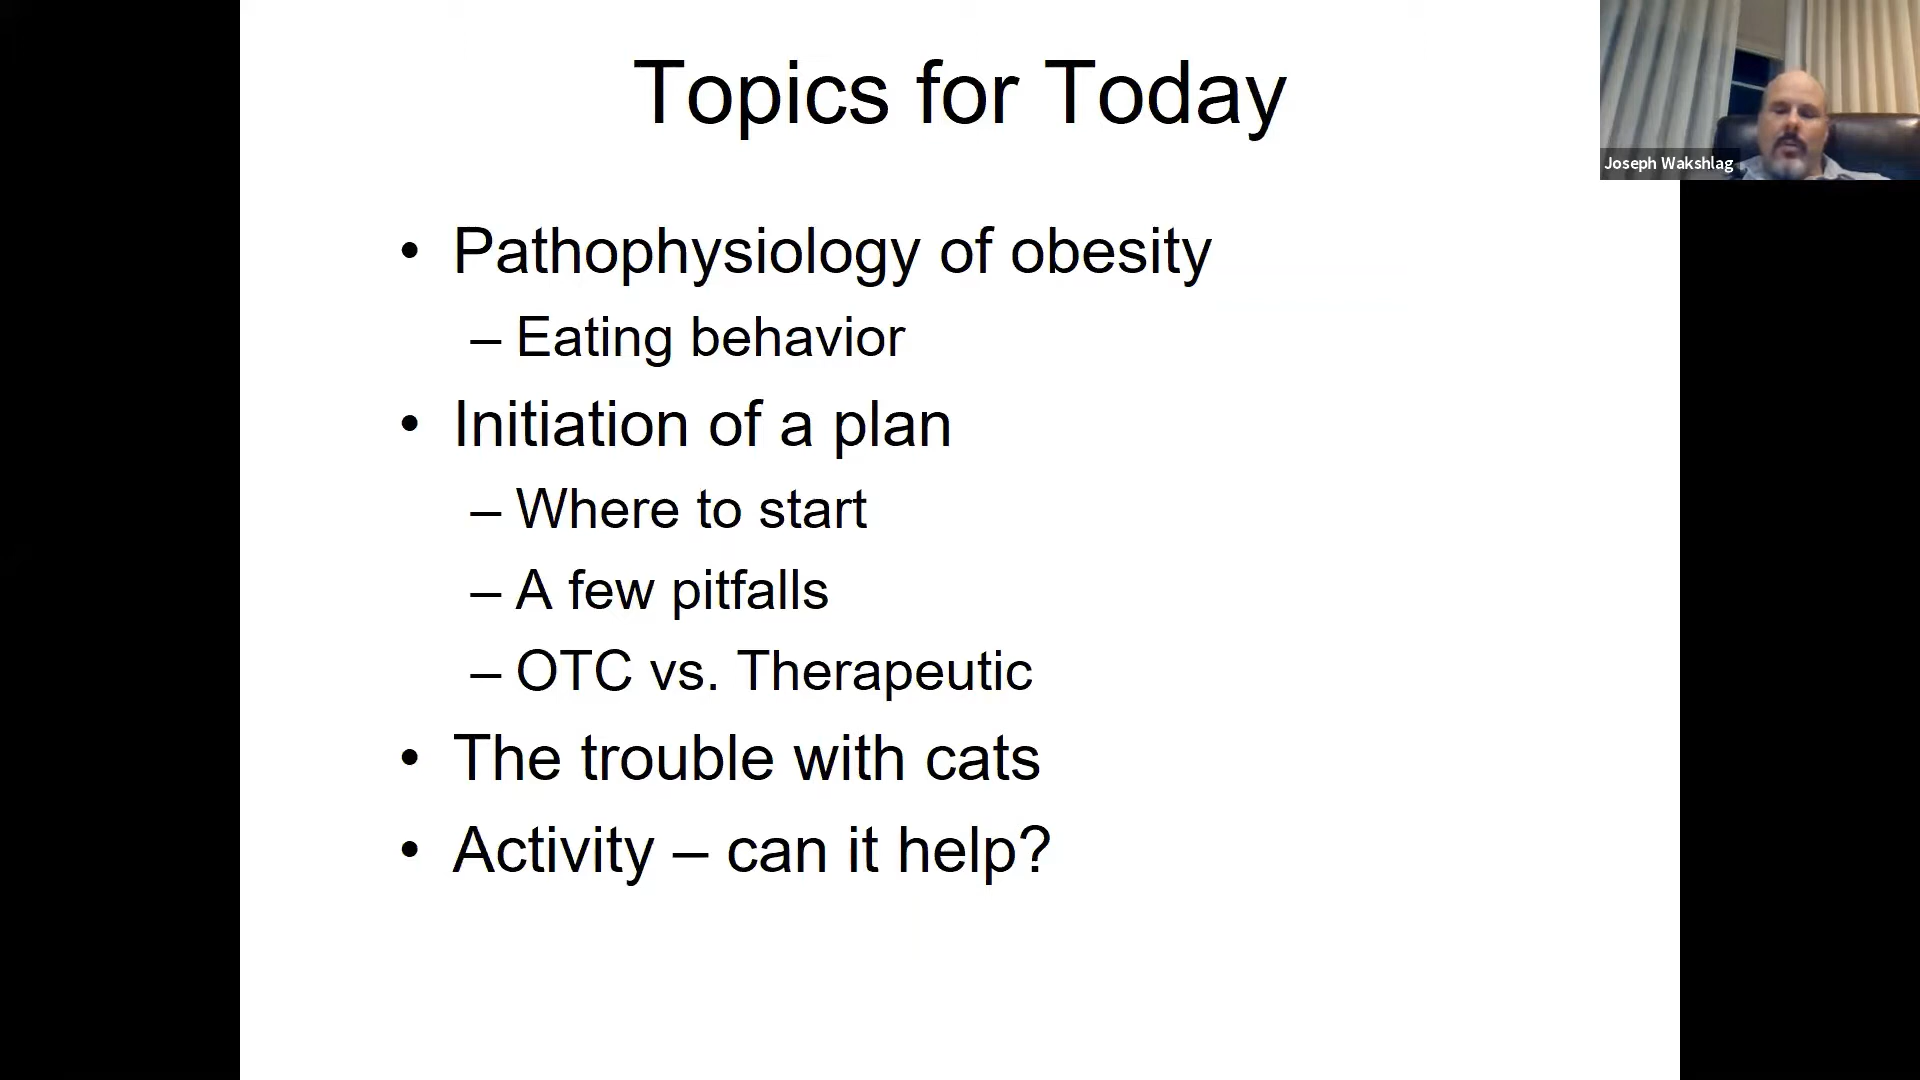 Topics for Today
Joseph Wakshlag
• Pathophysiology of obesity
– Eating behavior
• Initiation of a plan
– Where to start
– A few pitfalls
– OTC vs. Therapeutic
• The trouble with cats
• Activity – can it help?